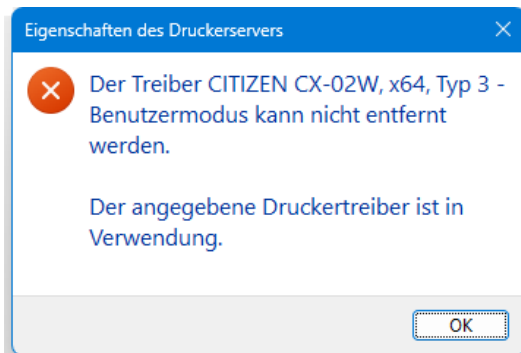 Eigenschaften des Druckerservers
Der Treiber CITIZEN CX-02W, x64, Typ 3 -
Benutzermodus kann nicht entfernt
werden.
Der angegebene Druckertreiber ist in
Verwendung.
OK